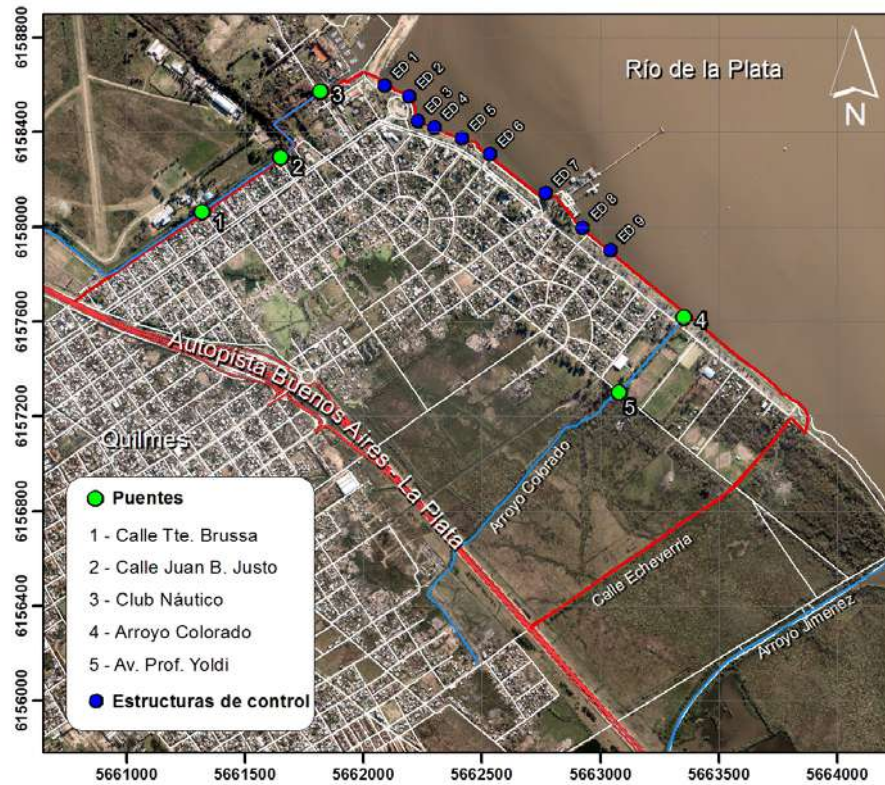 6158800
6158400
6158000
6157600
6157200
6156800
6156400
6156000
Río de la Plata
N
ED 1
ED 2
ED 3
ED 4
ED 5
ED 6
ED 7
ED 8
ED 9
3
2
1
4
5
Autopista Buenos Aires - La Plata
Quilmes
Arroyo Colorado
Calle Echeverria
Arroyo Jimenez
Puentes
1 - Calle Tte. Brussa
2 - Calle Juan B. Justo
3 - Club Náutico
4 - Arroyo Colorado
5 - Av. Prof. Yoldi
Estructuras de control
5661000
5661500
5662000
5662500
5663000
5663500
5664000